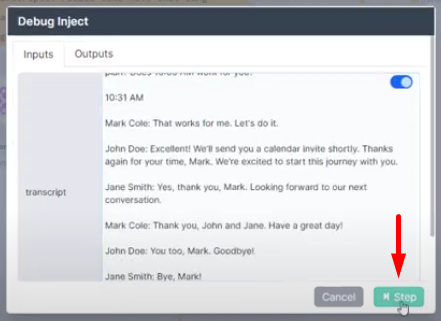 Debug Inject
Inputs
Outputs
plan? Does 10:00 AM work for you?
10:31 AM
Mark Cole: That works for me. Let's do it.
John Doe: Excellent! We'll send you a calendar invite shortly. Thanks
again for your time, Mark. We're excited to start this journey with you.
transcript
Jane Smith: Yes, thank you, Mark. Looking forward to our next
conversation.
Mark Cole: Thank you, John and Jane. Have a great day!
John Doe: You too, Mark. Goodbye!
Jane Smith: Bye, Mark!
Cancel
Step